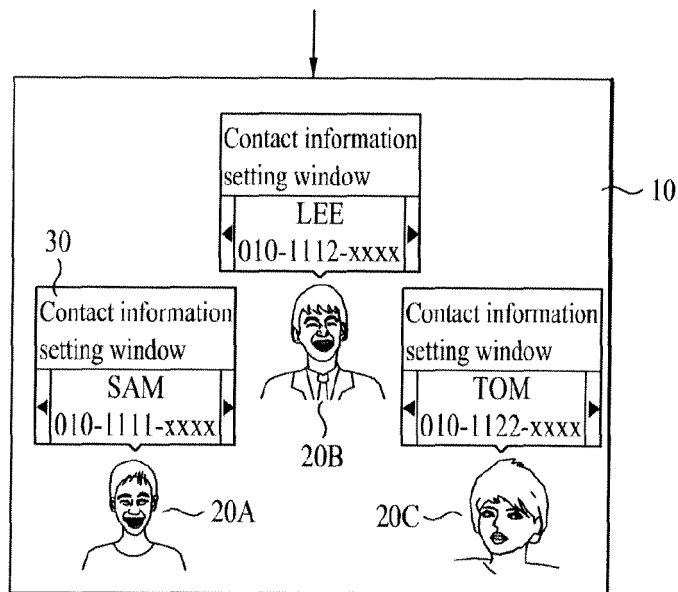 Contact information
setting window
LEE
010-1112-xxxx
10
30
Contact information
setting window
SAM
010-1111-xxxx
Contact information
setting window
TOM
010-1122-xxxx
20B
20A
20C